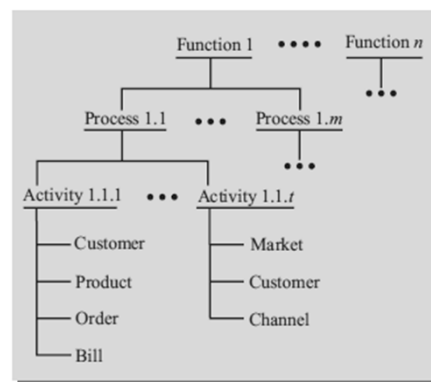 Function 1 •••• Function n
•••
Process 1.1 ••• Process 1.m
•••
Activity 1.1.1 ••• Activity 1.1.t
Customer Market
Product Customer
Order Channel
Bill